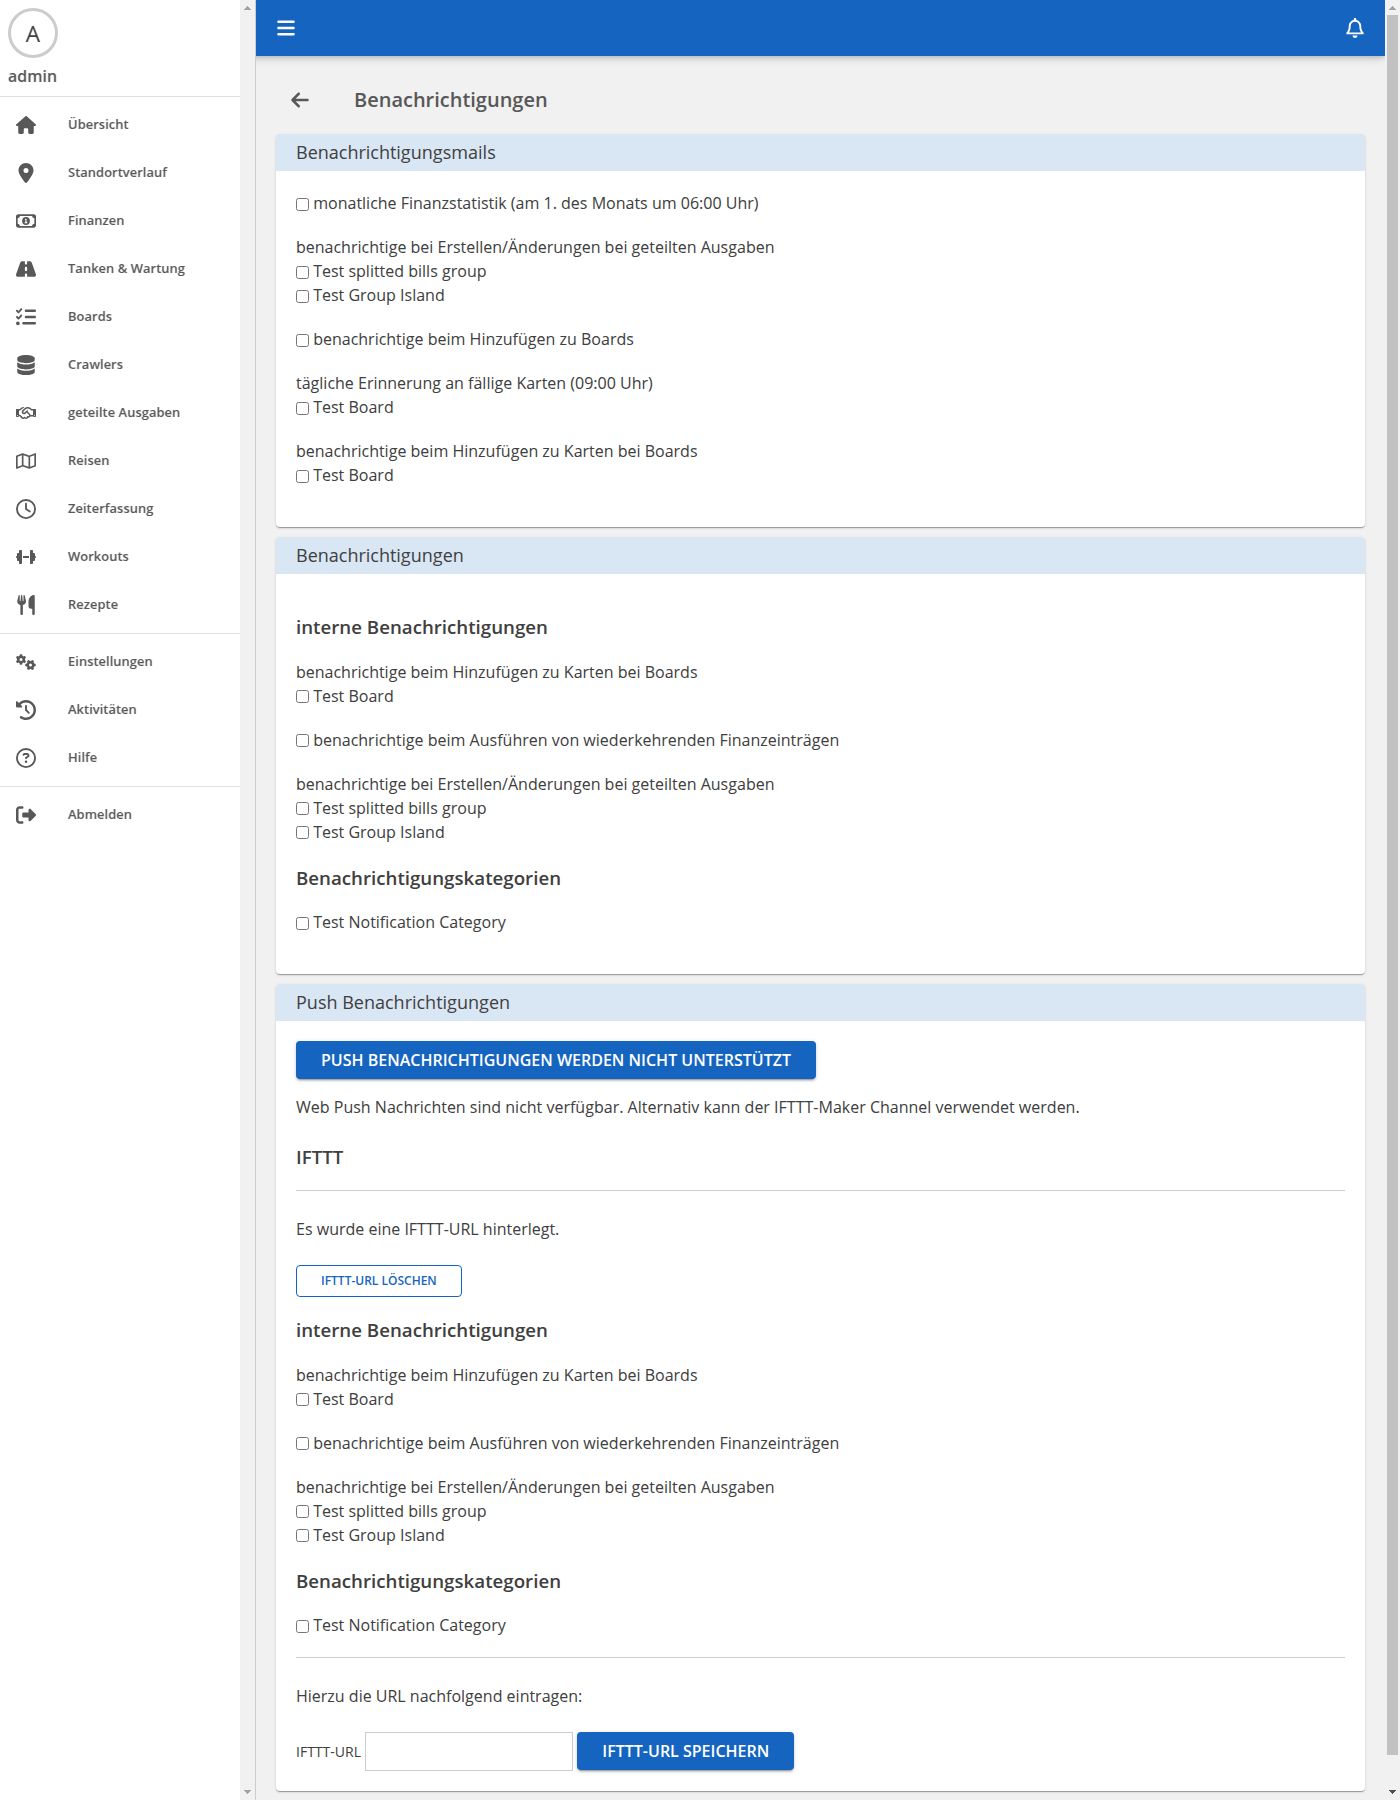 A
admin
Übersicht
Standortverlauf
Finanzen
Tanken & Wartung
Boards
Crawlers
geteilte Ausgaben
Reisen
Zeiterfassung
Workouts
Rezepte
Einstellungen
Aktivitäten
Hilfe
Abmelden
Benachrichtigungen
Benachrichtigungsmails
monatliche Finanzstatistik (am 1. des Monats um 06:00 Uhr)
benachrichtige bei Erstellen/Änderungen bei geteilten Ausgaben
Test splitted bills group
Test Group Island
benachrichtige beim Hinzufügen zu Boards
tägliche Erinnerung an fällige Karten (09:00 Uhr)
Test Board
benachrichtige beim Hinzufügen zu Karten bei Boards
Test Board
Benachrichtigungen
interne Benachrichtigungen
benachrichtige beim Hinzufügen zu Karten bei Boards
Test Board
benachrichtige beim Ausführen von wiederkehrenden Finanzeinträgen
benachrichtige bei Erstellen/Änderungen bei geteilten Ausgaben
Test splitted bills group
Test Group Island
Benachrichtigungskategorien
Test Notification Category
Push Benachrichtigungen
PUSH BENACHRICHTIGUNGEN WERDEN NICHT UNTERSTÜTZT
Web Push Nachrichten sind nicht verfügbar. Alternativ kann der IFTTT-Maker Channel verwendet werden.
IFTTT
Es wurde eine IFTTT-URL hinterlegt.
IFTTT-URL LÖSCHEN
interne Benachrichtigungen
benachrichtige beim Hinzufügen zu Karten bei Boards
Test Board
benachrichtige beim Ausführen von wiederkehrenden Finanzeinträgen
benachrichtige bei Erstellen/Änderungen bei geteilten Ausgaben
Test splitted bills group
Test Group Island
Benachrichtigungskategorien
Test Notification Category
Hierzu die URL nachfolgend eintragen:
IFTTT-URL IFTTT-URL SPEICHERN